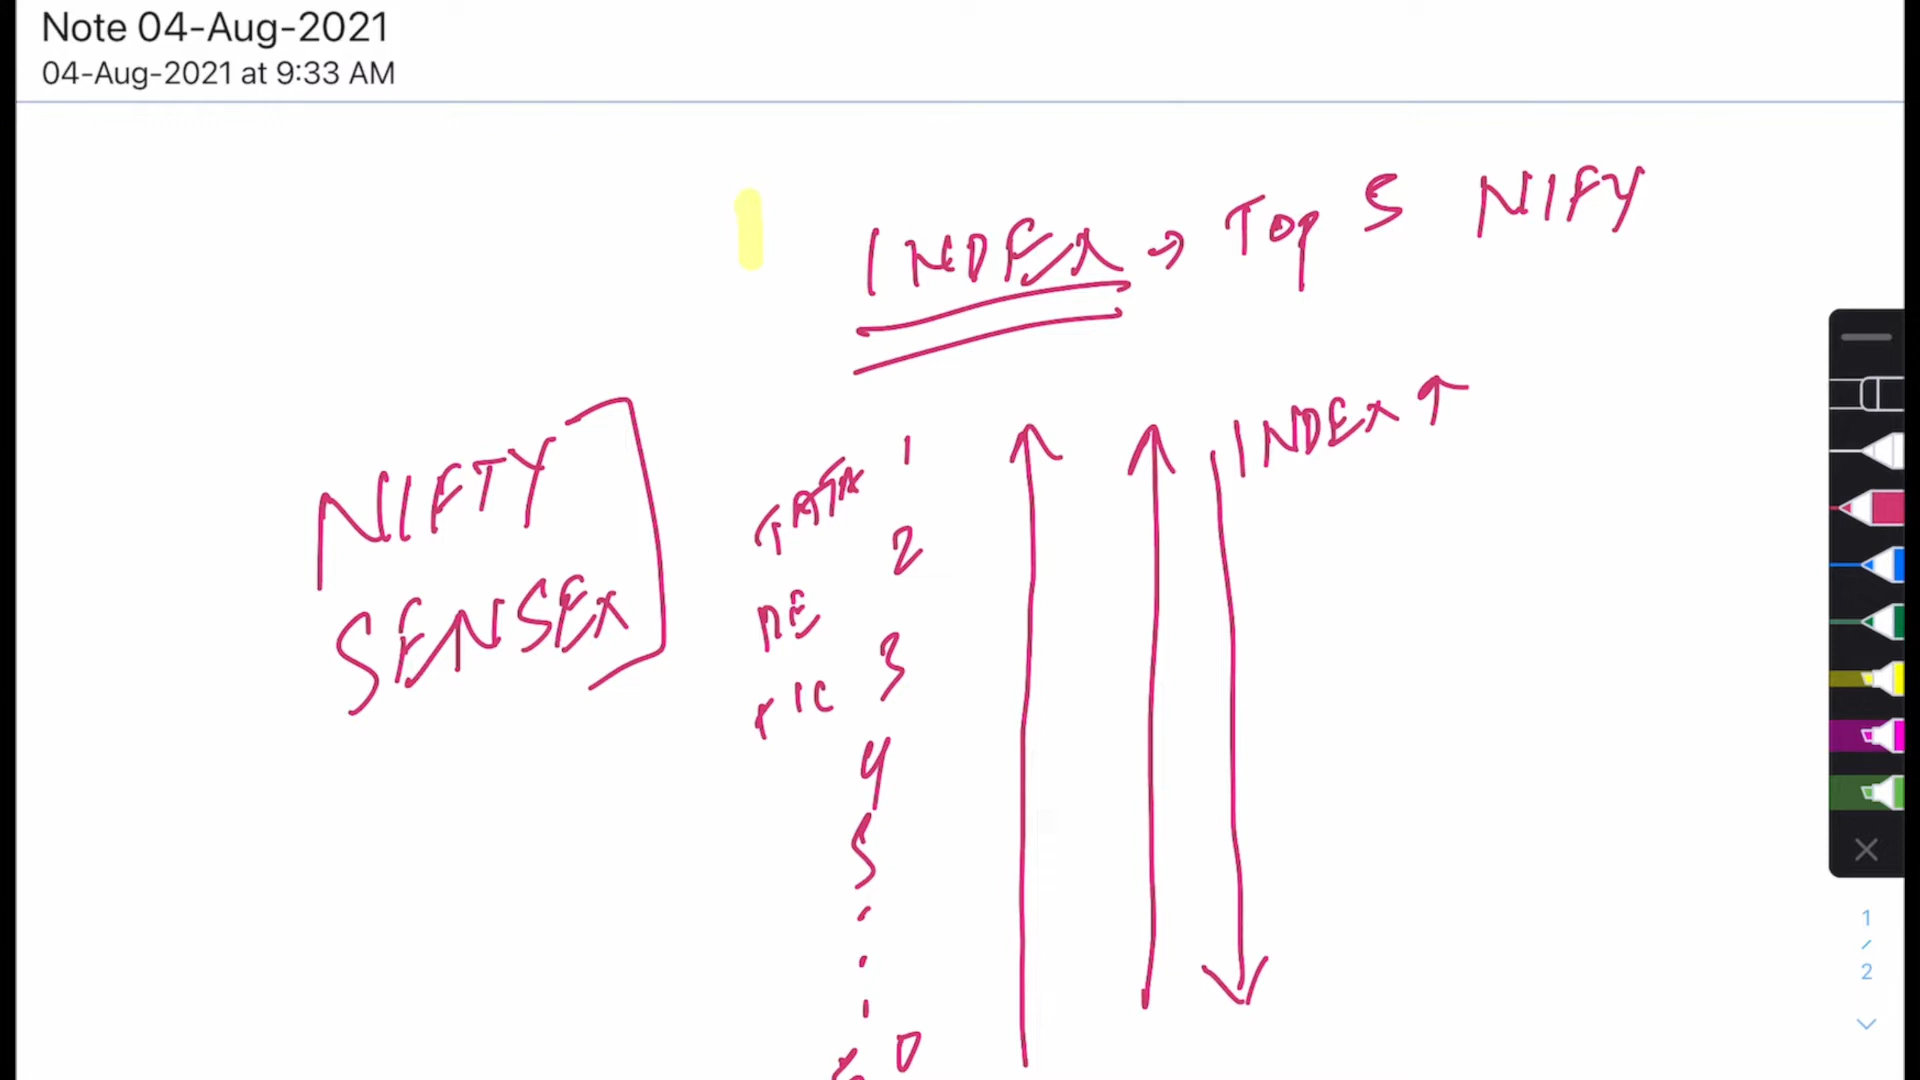 Note 04-Aug-2021
04-Aug-2021 at 9:33 AM
INDEX → Top 5 NIFY
INDEX ↑
NIFTY
SENSEX
TATA 1
2
3
4
5
.
.
.
50
1
/
2